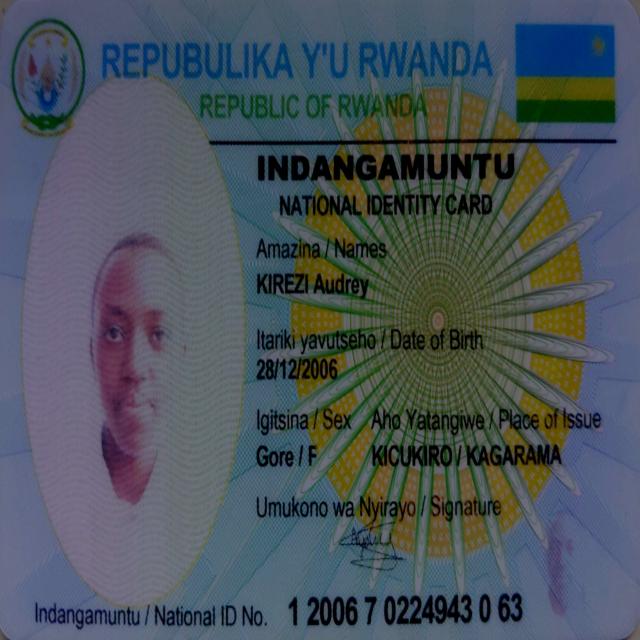 REPUBULIKA Y'U RWANDA
REPUBLIC OF RWANDA
INDANGAMUNTU
NATIONAL IDENTITY CARD
Amazina / Names
KIREZI Audrey
Itariki yavutseho / Date of Birth
28/12/2006
Igitsina / Sex Aho Yatangiwe / Place of Issue
Gore / F KICUKIRO / KAGARAMA
Umukono wa Nyirayo / Signature
Indangamuntu / National ID No. 1 2006 7 0224943 0 63